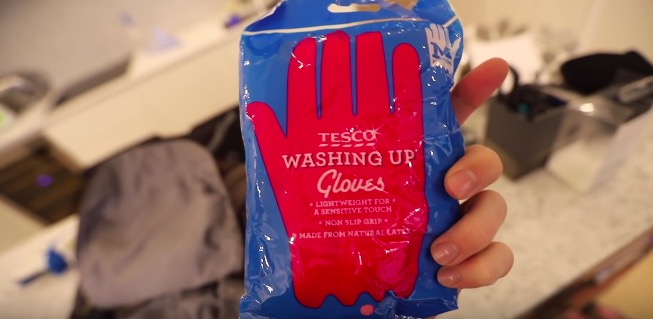 TESCO
WASHING UP
Gloves
• LIGHTWEIGHT FOR
A SENSITIVE TOUCH
• NON SLIP GRIP •
• MADE FROM NATURAL LATEX
M